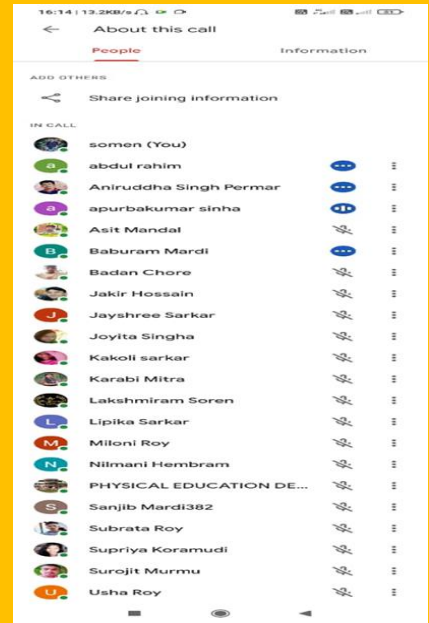 16:14 | 13.2KB/s
About this call
People Information
ADD OTHERS
Share joining information
IN CALL
somen (You)
a abdul rahim
Aniruddha Singh Permar
a apurbakumar sinha
Asit Mandal
B Baburam Mardi
Badan Chore
Jakir Hossain
J Jayshree Sarkar
Joyita Singha
Kakoli sarkar
Karabi Mitra
Lakshmiram Soren
L Lipika Sarkar
M Miloni Roy
N Nilmani Hembram
PHYSICAL EDUCATION DE...
S Sanjib Mardi382
Subrata Roy
Supriya Koramudi
Surojit Murmu
U Usha Roy